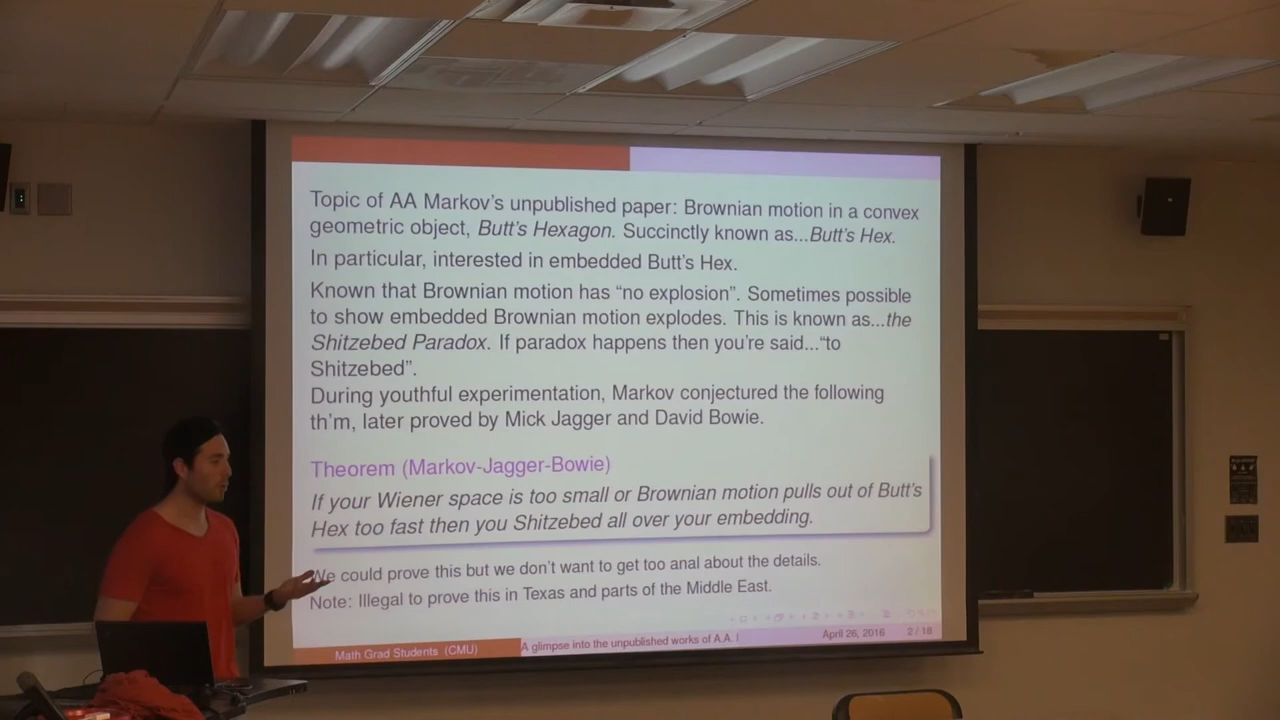 Topic of AA Markov's unpublished paper: Brownian motion in a convex
geometric object, Butt's Hexagon. Succinctly known as...Butt's Hex.
In particular, interested in embedded Butt's Hex.
Known that Brownian motion has "no explosion". Sometimes possible
to show embedded Brownian motion explodes. This is known as...the
Shitzebed Paradox. If paradox happens then you're said..."to
Shitzebed".
During youthful experimentation, Markov conjectured the following
th'm, later proved by Mick Jagger and David Bowie.
Theorem (Markov-Jagger-Bowie)
If your Wiener space is too small or Brownian motion pulls out of Butt's
Hex too fast then you Shitzebed all over your embedding.
We could prove this but we don't want to get too anal about the details.
Note: Illegal to prove this in Texas and parts of the Middle East.
Math Grad Students (CMU) A glimpse into the unpublished works of A.A. April 26, 2016 2 / 18